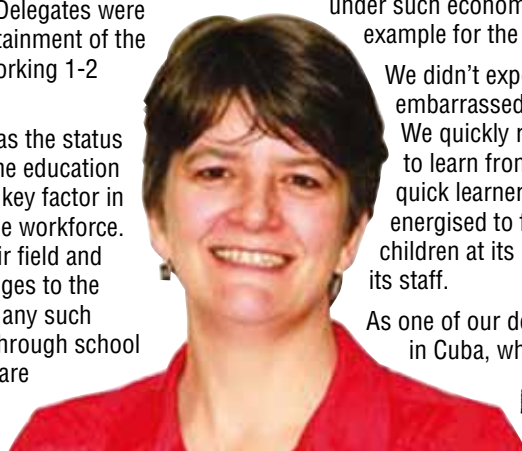 Delegates were
tainment of the
orking 1-2
as the status
ne education
key factor in
e workforce.
ir field and
ges to the
any such
hrough school
are
under such econom
example for the
We didn't exp
embarrassed
We quickly r
to learn from
quick learner
energised to f
children at its
its staff.
As one of our de
in Cuba, wh